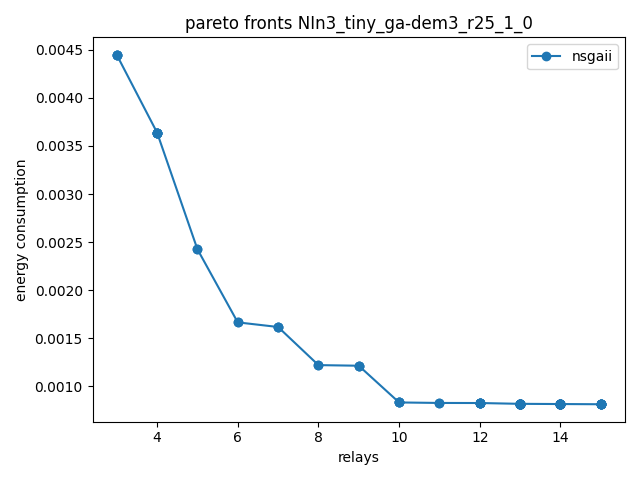 pareto fronts NIn3_tiny_ga-dem3_r25_1_0
nsgaii
energy consumption
0.0045
0.0040
0.0035
0.0030
0.0025
0.0020
0.0015
0.0010
4 6 8 10 12 14
relays